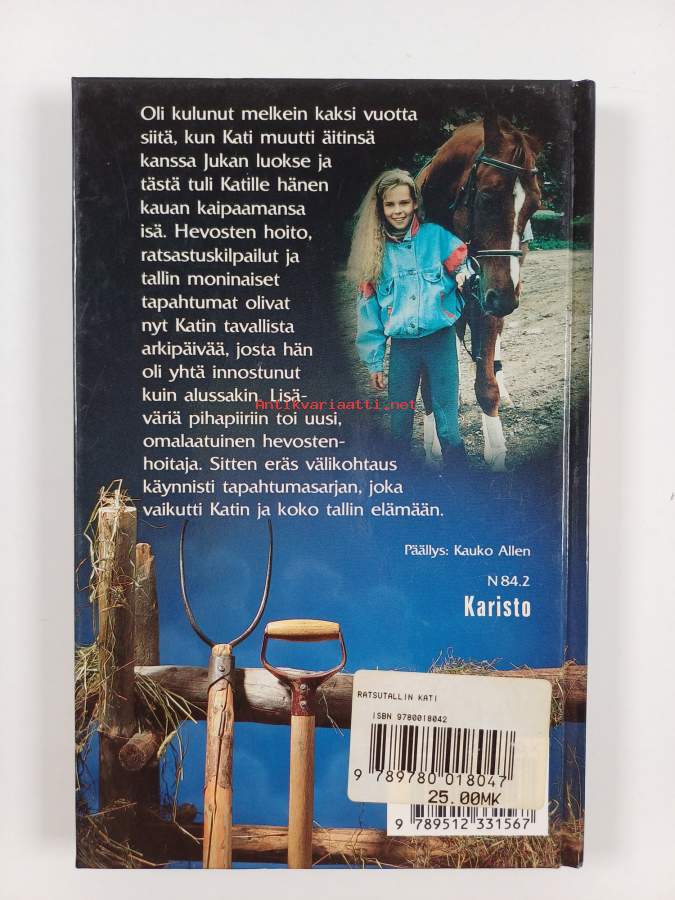 Oli kulunut melkein kaksi vuotta
siitä, kun Kati muutti äitinsä
kanssa Jukan luokse ja
tästä tuli Katille hänen
kauan kaipaamansa
isä. Hevosten hoito,
ratsastuskilpailut ja
tallin moninaiset
tapahtumat olivat
nyt Katin tavallista
arkipäivää, josta hän
oli yhtä innostunut
kuin alussakin. Lisä-
Antikvariaatti.net
väriä pihapiiriin toi uusi,
omalaatuinen hevosten-
hoitaja. Sitten eräs välikohtaus
käynnisti tapahtumasarjan, joka
vaikutti Katin ja koko tallin elämään.
Päällys: Kauko Allen
N 84.2
Karisto
RATSUTALLIN KATI
ISBN 9780018042
9 789780 018047
25.00MK
9 789512 331567